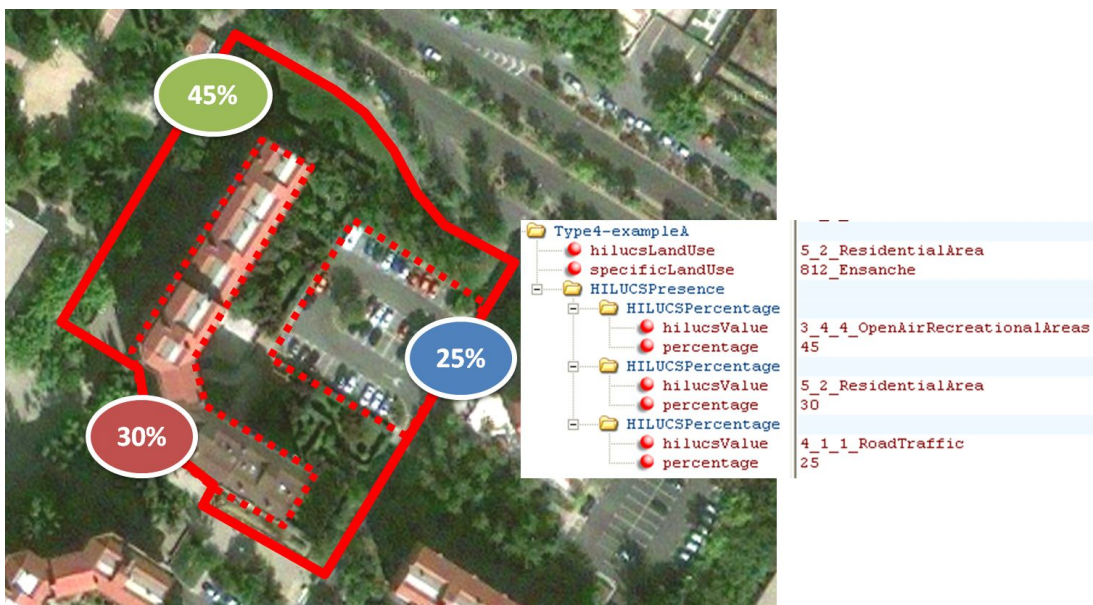 45%
25%
30%
Type4-exampleA
hilucsLandUse 5_2_ResidentialArea
specificLandUse 812_Ensanche
HILUCSPresence
HILUCSPercentage
hilucsValue 3_4_4_OpenAirRecreationalAreas
percentage 45
HILUCSPercentage
hilucsValue 5_2_ResidentialArea
percentage 30
HILUCSPercentage
hilucsValue 4_1_1_RoadTraffic
percentage 25